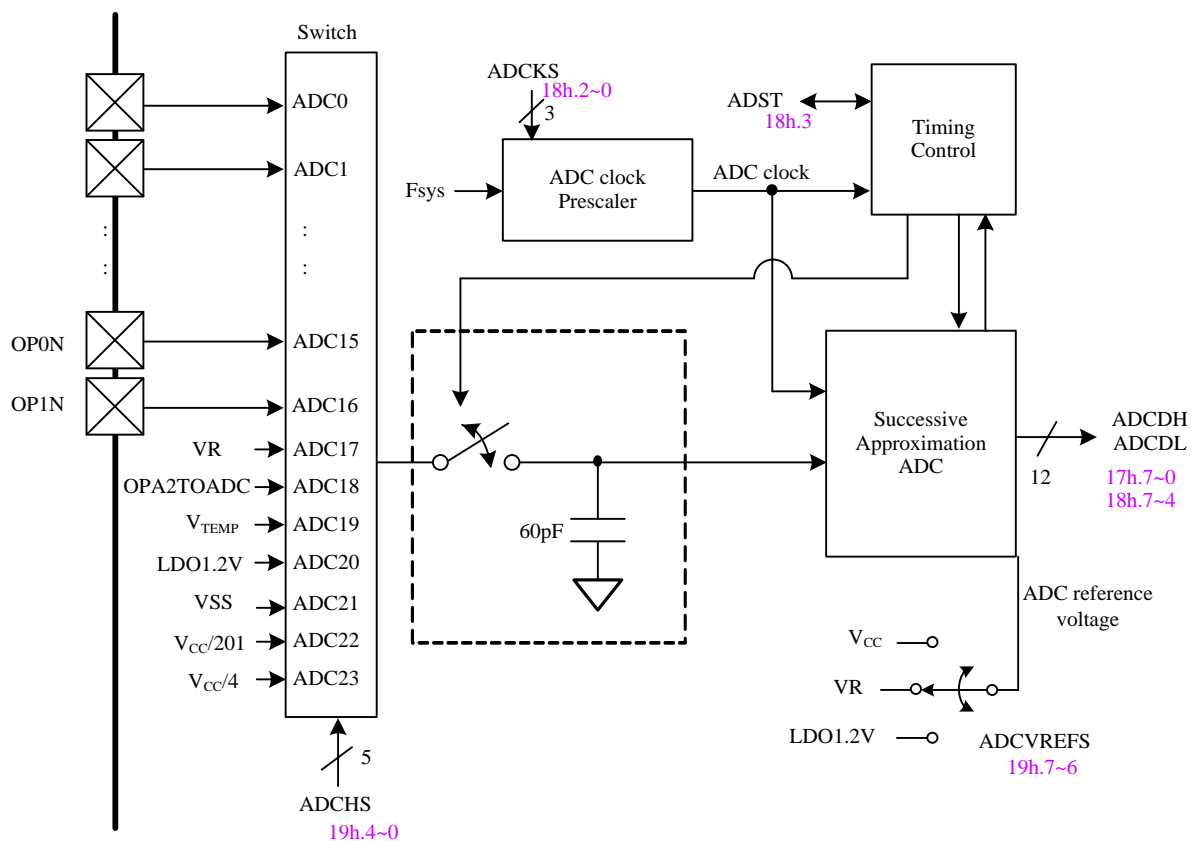 Switch
ADC0
ADC1
:
:
:
:
OP0N
ADC15
OP1N
ADC16
VR
ADC17
OPA2TOADC
ADC18
VTEMP
ADC19
LDO1.2V
ADC20
VSS
ADC21
VCC/201
ADC22
VCC/4
ADC23
5
ADCHS
19h.4~0
ADCKS
18h.2~0
3
Fsys
ADC clock
Prescaler
ADC clock
ADST
18h.3
Timing
Control
60pF
Successive
Approximation
ADC
12
ADCDH
ADCDL
17h.7~0
18h.7~4
ADC reference
voltage
VCC
VR
LDO1.2V
ADCVREFS
19h.7~6